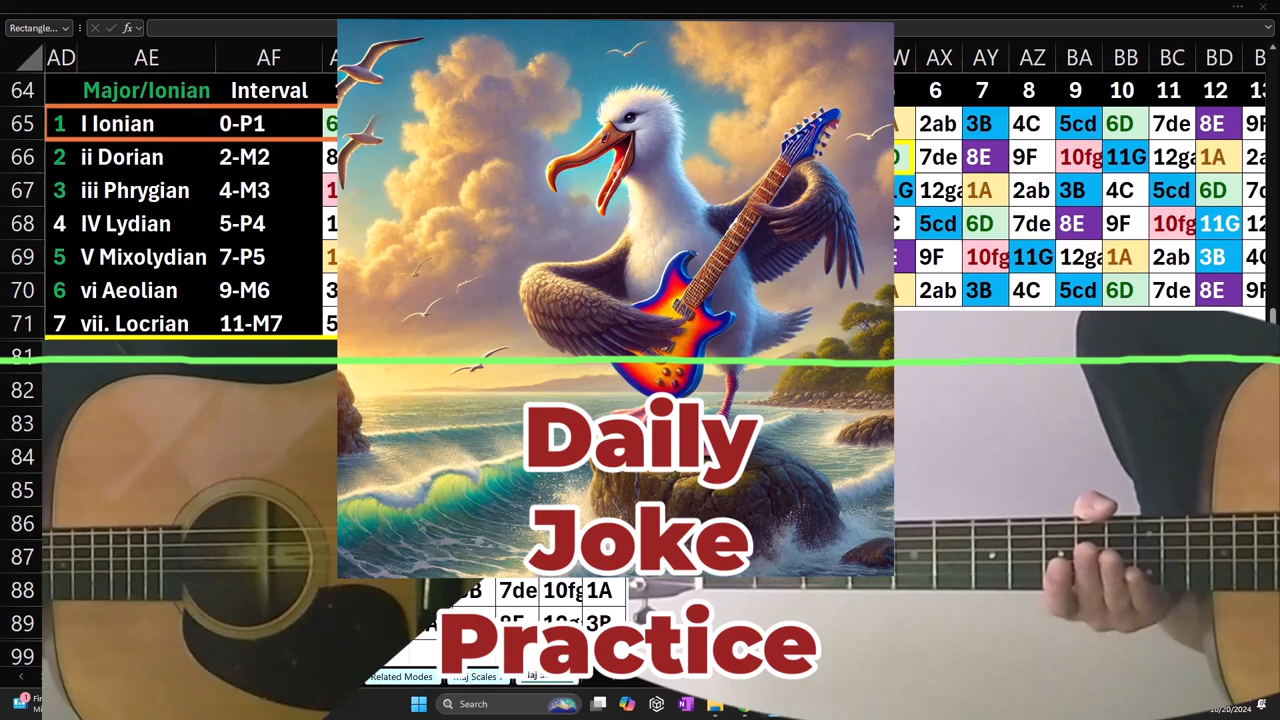 Rectangle...
fx
AD AE AF AX AY AZ BA BB BC BD
64 Major/Ionian Interval 6 7 8 9 10 11 12
65 1 I Ionian 0-P1 2ab 3B 4C 5cd 6D 7de 8E
66 2 ii Dorian 2-M2 7de 8E 9F 10fg 11G 12ga 1A
67 3 iii Phrygian 4-M3 12ga 1A 2ab 3B 4C 5cd 6D 7de
68 4 IV Lydian 5-P4 5cd 6D 7de 8E 9F 10fg 11G
69 5 V Mixolydian 7-P5 9F 10fg 11G 12ga 1A 2ab 3B
70 6 vi Aeolian 9-M6 2ab 3B 4C 5cd 6D 7de 8E
71 7 vii. Locrian 11-M7
81
82
83
84
85
86
87
88 7de 10fg 1A
89
99
Daily
Joke
Practice
Related Modes
Search
10/20/2024